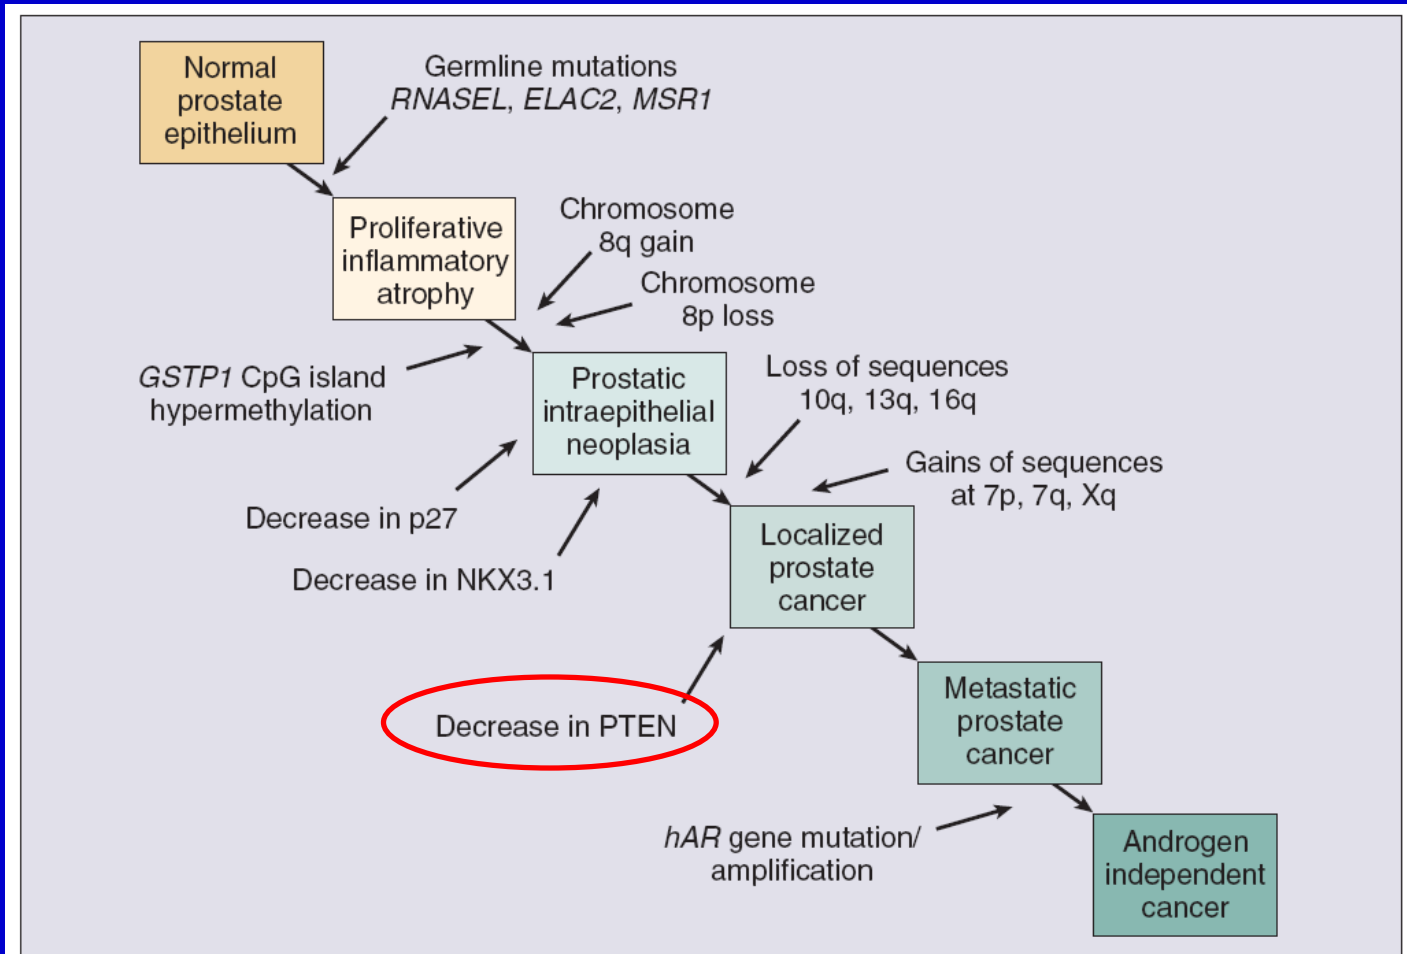 Normal
prostate
epithelium
Germline mutations
RNASEL, ELAC2, MSR1
Proliferative
inflammatory
atrophy
Chromosome
8q gain
Chromosome
8p loss
GSTP1 CpG island
hypermethylation
Prostatic
intraepithelial
neoplasia
Loss of sequences
10q, 13q, 16q
Gains of sequences
at 7p, 7q, Xq
Decrease in p27
Decrease in NKX3.1
Localized
prostate
cancer
Decrease in PTEN
Metastatic
prostate
cancer
hAR gene mutation/
amplification
Androgen
independent
cancer